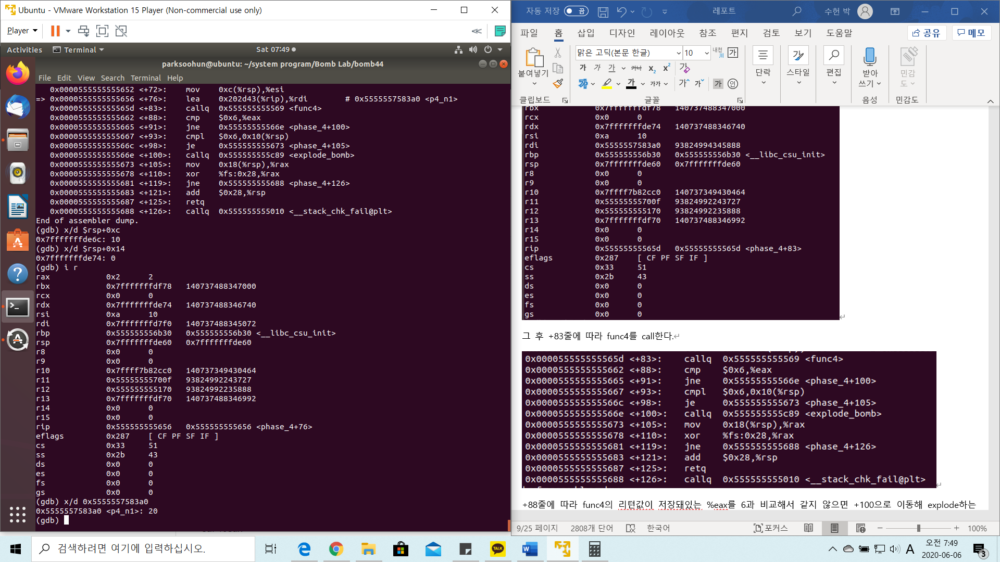 Ubuntu - VMware Workstation 15 Player (Non-commercial use only)
Player
Activities Terminal Sat 07:49
parksoohun@ubuntu: ~/system program/Bomb Lab/bomb44
File Edit View Search Terminal Help
0x0000555555555652 <+72>: mov 0xc(%rsp),%esi
=> 0x0000555555555656 <+76>: lea 0x202d43(%rip),%rdi # 0x5555557583a0 <p4_n1>
0x000055555555565d <+83>: callq 0x555555555569 <func4>
0x0000555555555662 <+88>: cmp $0x6,%eax
0x0000555555555665 <+91>: jne 0x55555555566e <phase_4+100>
0x0000555555555667 <+93>: cmpl $0x6,0x10(%rsp)
0x000055555555566c <+98>: je 0x555555555673 <phase_4+105>
0x000055555555566e <+100>: callq 0x555555555c89 <explode_bomb>
0x0000555555555673 <+105>: mov 0x18(%rsp),%rax
0x0000555555555678 <+110>: xor %fs:0x28,%rax
0x0000555555555681 <+119>: jne 0x555555555688 <phase_4+126>
0x0000555555555683 <+121>: add $0x28,%rsp
0x0000555555555687 <+125>: retq
0x0000555555555688 <+126>: callq 0x555555555010 <__stack_chk_fail@plt>
End of assembler dump.
(gdb) x/d $rsp+0xc
0x7fffffffde6c: 10
(gdb) x/d $rsp+0x14
0x7fffffffde74: 0
(gdb) i r
rax 0x2 2
rbx 0x7fffffffdf78 140737488347000
rcx 0x0 0
rdx 0x7fffffffde74 140737488346740
rsi 0xa 10
rdi 0x7fffffffd7f0 140737488345072
rbp 0x555555556b30 0x555555556b30 <__libc_csu_init>
rsp 0x7fffffffde60 0x7fffffffde60
r8 0x0 0
r9 0x0 0
r10 0x7ffff7b82cc0 140737349430464
r11 0x55555555700f 93824992243727
r12 0x555555555170 93824992235888
r13 0x7fffffffdf70 140737488346992
r14 0x0 0
r15 0x0 0
rip 0x555555555656 0x555555555656 <phase_4+76>
eflags 0x287 [ CF PF SF IF ]
cs 0x33 51
ss 0x2b 43
ds 0x0 0
es 0x0 0
fs 0x0 0
gs 0x0 0
(gdb) x/d 0x5555557583a0
0x5555557583a0 <p4_n1>: 20
(gdb)
자동 저장 끔 레포트 수헌 박
파일 홈 삽입 디자인 레이아웃 참조 편지 검토 보기 도움말 공유 메모
붙여넣기 맑은 고딕(본문 한글) 10 단락 스타일 편집 받아쓰기 민감도
클립보드 글꼴 음성 민감도
rbx 0x7fffffffdf78 140737488347000
rcx 0x0 0
rdx 0x7fffffffde74 140737488346740
rsi 0xa 10
rdi 0x5555557583a0 93824994345888
rbp 0x555555556b30 0x555555556b30 <__libc_csu_init>
rsp 0x7fffffffde60 0x7fffffffde60
r8 0x0 0
r9 0x0 0
r10 0x7ffff7b82cc0 140737349430464
r11 0x55555555700f 93824992243727
r12 0x555555555170 93824992235888
r13 0x7fffffffdf70 140737488346992
r14 0x0 0
r15 0x0 0
rip 0x55555555565d 0x55555555565d <phase_4+83>
eflags 0x287 [ CF PF SF IF ]
cs 0x33 51
ss 0x2b 43
ds 0x0 0
es 0x0 0
fs 0x0 0
gs 0x0 0
그 후 +83줄에 따라 func4를 call한다.
0x000055555555565d <+83>: callq 0x555555555569 <func4>
0x0000555555555662 <+88>: cmp $0x6,%eax
0x0000555555555665 <+91>: jne 0x55555555566e <phase_4+100>
0x0000555555555667 <+93>: cmpl $0x6,0x10(%rsp)
0x000055555555566c <+98>: je 0x555555555673 <phase_4+105>
0x000055555555566e <+100>: callq 0x555555555c89 <explode_bomb>
0x0000555555555673 <+105>: mov 0x18(%rsp),%rax
0x0000555555555678 <+110>: xor %fs:0x28,%rax
0x0000555555555681 <+119>: jne 0x555555555688 <phase_4+126>
0x0000555555555683 <+121>: add $0x28,%rsp
0x0000555555555687 <+125>: retq
0x0000555555555688 <+126>: callq 0x555555555010 <__stack_chk_fail@plt>
+88줄에 따라 func4의 리턴값이 저장돼있는 %eax를 6과 비교해서 같지 않으면 +100으로 이동해 explode하는
9/25 페이지 2808개 단어 한국어 포커스 100%
검색하려면 여기에 입력하십시오.
TALK
A 오전 7:49
2020-06-06
3